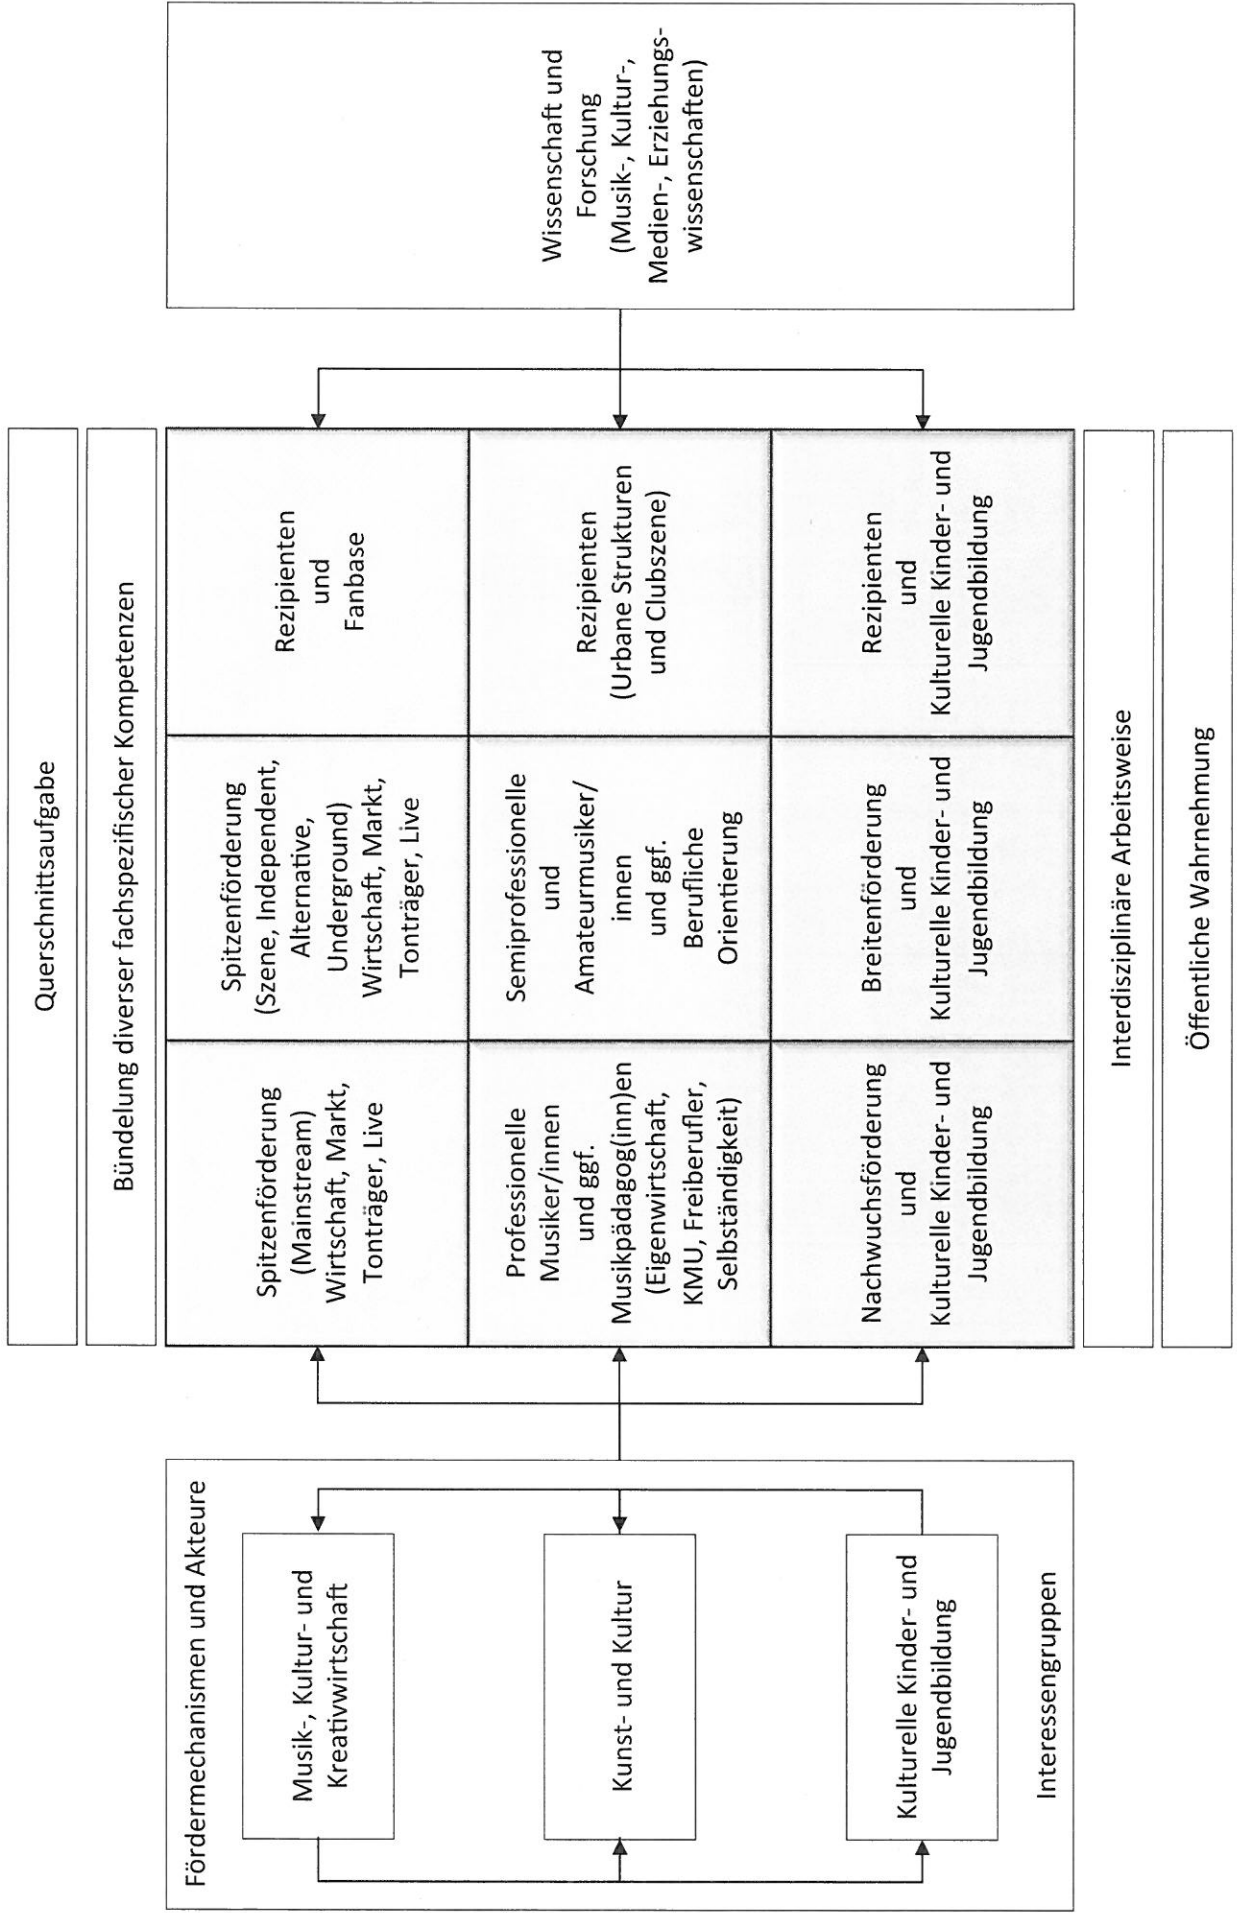 Querschnittsaufgabe
Bündelung diverser fachspezifischer Kompetenzen
Fördermechanismen und Akteure
Musik-, Kultur- und
Kreativwirtschaft
Kunst- und Kultur
Kulturelle Kinder- und
Jugendbildung
Interessengruppen
Spitzenförderung
(Mainstream)
Wirtschaft, Markt,
Tonträger, Live
Spitzenförderung
(Szene, Independent,
Alternative,
Underground)
Wirtschaft, Markt,
Tonträger, Live
Rezipienten
und
Fanbase
Professionelle
Musiker/innen
und ggf.
Musikpädagog(inn)en
(Eigenwirtschaft,
KMU, Freiberufler,
Selbständigkeit)
Semiprofessionelle
und
Amateurmusiker/
innen
und ggf.
Berufliche
Orientierung
Rezipienten
(Urbane Strukturen
und Clubszene)
Nachwuchsförderung
und
Kulturelle Kinder- und
Jugendbildung
Breitenförderung
und
Kulturelle Kinder- und
Jugendbildung
Rezipienten
und
Kulturelle Kinder- und
Jugendbildung
Wissenschaft und
Forschung
(Musik-, Kultur-,
Medien-, Erziehungs-
wissenschaften)
Interdisziplinäre Arbeitsweise
Öffentliche Wahrnehmung